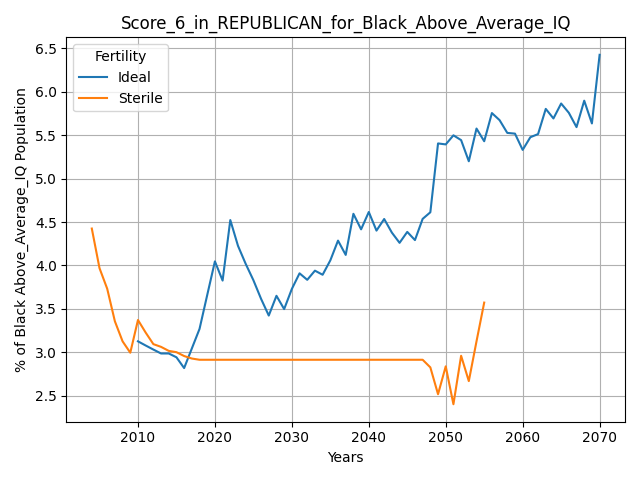 Score_6_in_REPUBLICAN_for_Black_Above_Average_IQ
Fertility
Ideal
Sterile
% of Black Above_Average_IQ Population
6.5
6.0
5.5
5.0
4.5
4.0
3.5
3.0
2.5
2010 2020 2030 2040 2050 2060 2070
Years